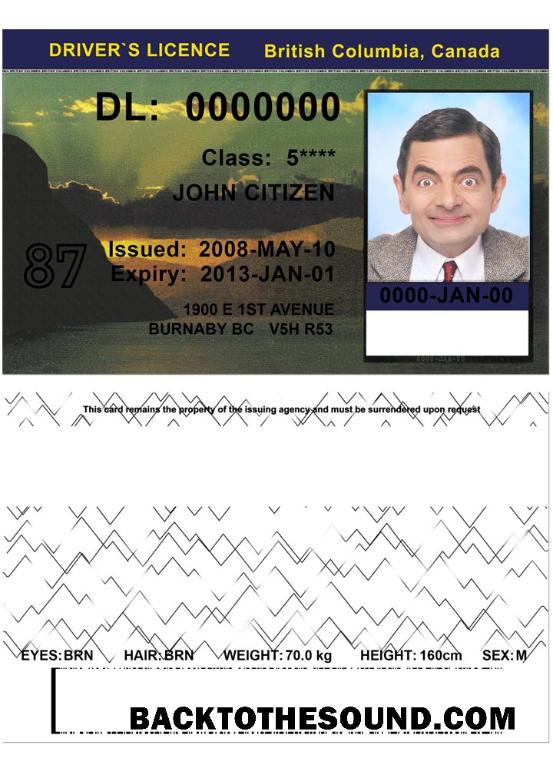 DRIVER`S LICENCE British Columbia, Canada
DL: 0000000
Class: 5****
JOHN CITIZEN
87
Issued: 2008-MAY-10
Expiry: 2013-JAN-01
1900 E 1ST AVENUE
BURNABY BC V5H R53
0000-JAN-00
0000-JAN-00
This card remains the property of the issuing agency and must be surrendered upon request
EYES:BRN HAIR:BRN WEIGHT:70.0 kg HEIGHT:160cm SEX:M
BACKTOTHESOUND.COM